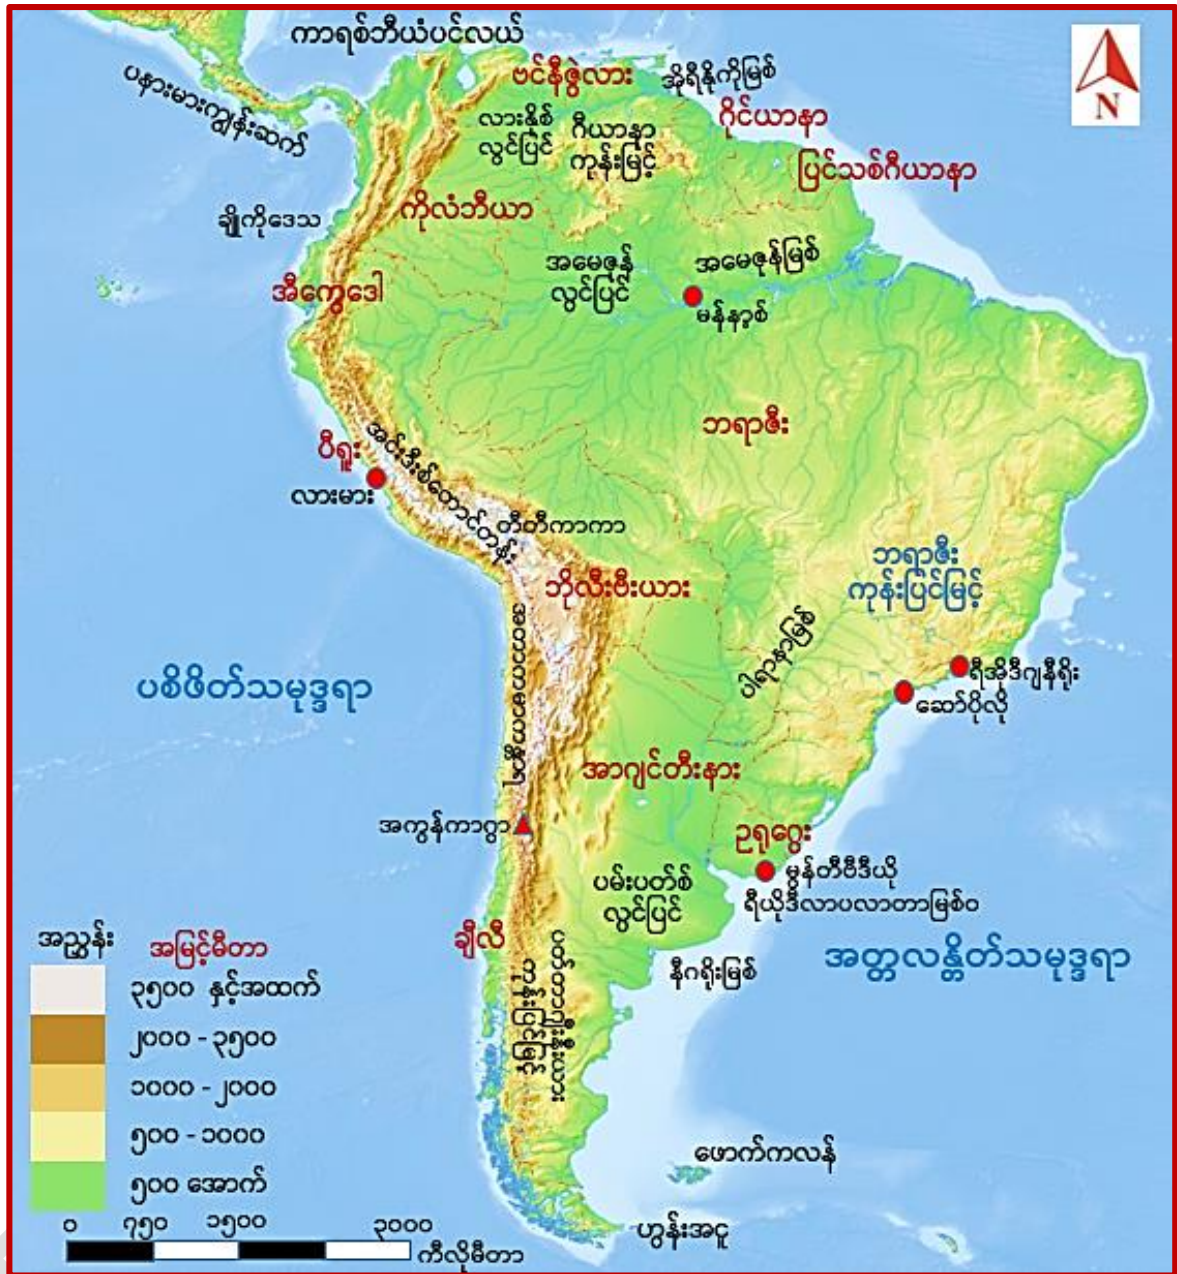 ကာရစ်ဘီယံပင်လယ်
ပနားမားကျွန်းဆက်
ဗင်နီဇွဲလား
အိုရီနိုကိုမြစ်
N
လားနို့စ်
လွင်ပြင်
ဂီယာနာ
ကုန်းမြင့်
ဂိုင်ယာနာ
ပြင်သစ်ဂီယာနာ
ကိုလံဘီယာ
ချိုကိုဒေသ
အမေဇုန်
လွင်ပြင်
အမေဇုန်မြစ်
အီကွေဒေါ
မန်နာ့စ်
ဘရာဇီး
ပီရူး
အင်းဒီးစ်တောင်တန်း
လားမား
တီတီကာကာ
ဘရာဇီး
ကုန်းပြင်မြင့်
ဘိုလီးဗီးယား
ပါရာနာမြစ်
ရီအိုဒီဂျနီရိုး
ဆော်ပိုလို
ပစိဖိတ်သမုဒ္ဒရာ
အာဂျင်တီးနား
အကွန်ကာဂွာ
ဥရုဂွေး
မွန်တီဗီဒီယို
ပမ်းပတ်စ်
လွင်ပြင်
ရီယိုဒီလာပလာတာမြစ်ဝ
ချီလီ
နီဂရိုးမြစ်
အတ္တလန္တိတ်သမုဒ္ဒရာ
အညွှန်း
အမြင့်မီတာ
၃၅၀၀ နှင့်အထက်
၂၀၀၀ - ၃၅၀၀
၁၀၀၀ - ၂၀၀၀
၅၀၀ - ၁၀၀၀
၅၀၀ အောက်
ဖောက်ကလန်
ဟွန်းအငူ
၀ ၇၅၀ ၁၅၀၀ ၃၀၀၀
ကီလိုမီတာ